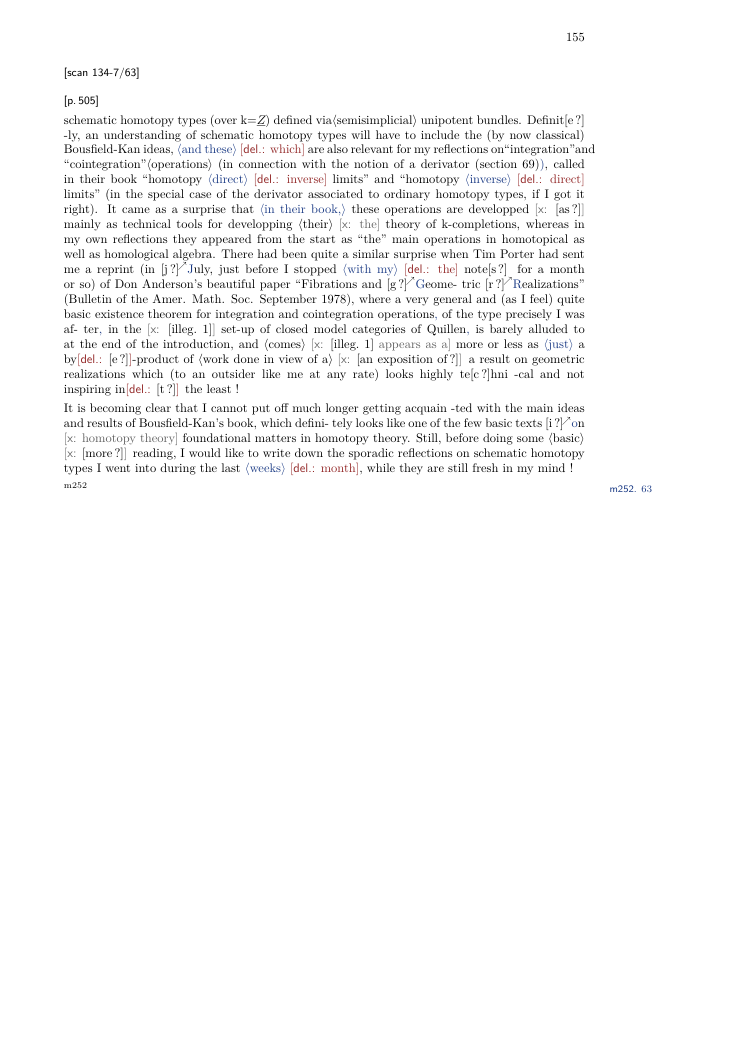 155
[scan 134-7/63]
[p. 505]
schematic homotopy types (over k=Z) defined via⟨semisimplicial⟩ unipotent bundles. Definit[e ?]
-ly, an understanding of schematic homotopy types will have to include the (by now classical)
Bousfield-Kan ideas, ⟨and these⟩ [del.: which] are also relevant for my reflections on“integration”and
“cointegration”⟨operations⟩ (in connection with the notion of a derivator (section 69)), called
in their book “homotopy ⟨direct⟩ [del.: inverse] limits” and “homotopy ⟨inverse⟩ [del.: direct]
limits” (in the special case of the derivator associated to ordinary homotopy types, if I got it
right). It came as a surprise that ⟨in their book,⟩ these operations are developped [x: [as ?]]
mainly as technical tools for developping ⟨their⟩ [x: the] theory of k-completions, whereas in
my own reflections they appeared from the start as “the” main operations in homotopical as
well as homological algebra. There had been quite a similar surprise when Tim Porter had sent
me a reprint (in [j ?]↗July, just before I stopped ⟨with my⟩ [del.: the] note[s ?] for a month
or so) of Don Anderson’s beautiful paper “Fibrations and [g ?]↗Geome- tric [r ?]↗Realizations”
(Bulletin of the Amer. Math. Soc. September 1978), where a very general and (as I feel) quite
basic existence theorem for integration and cointegration operations, of the type precisely I was
af- ter, in the [x: [illeg. 1]] set-up of closed model categories of Quillen, is barely alluded to
at the end of the introduction, and ⟨comes⟩ [x: [illeg. 1] appears as a] more or less as ⟨just⟩ a
by[del.: [e ?]]-product of ⟨work done in view of a⟩ [x: [an exposition of ?]] a result on geometric
realizations which (to an outsider like me at any rate) looks highly te[c ?]hni -cal and not
inspiring in[del.: [t ?]] the least !
It is becoming clear that I cannot put off much longer getting acquain -ted with the main ideas
and results of Bousfield-Kan’s book, which defini- tely looks like one of the few basic texts [i ?]↗on
[x: homotopy theory] foundational matters in homotopy theory. Still, before doing some ⟨basic⟩
[x: [more ?]] reading, I would like to write down the sporadic reflections on schematic homotopy
types I went into during the last ⟨weeks⟩ [del.: month], while they are still fresh in my mind !
m252
m252. 63